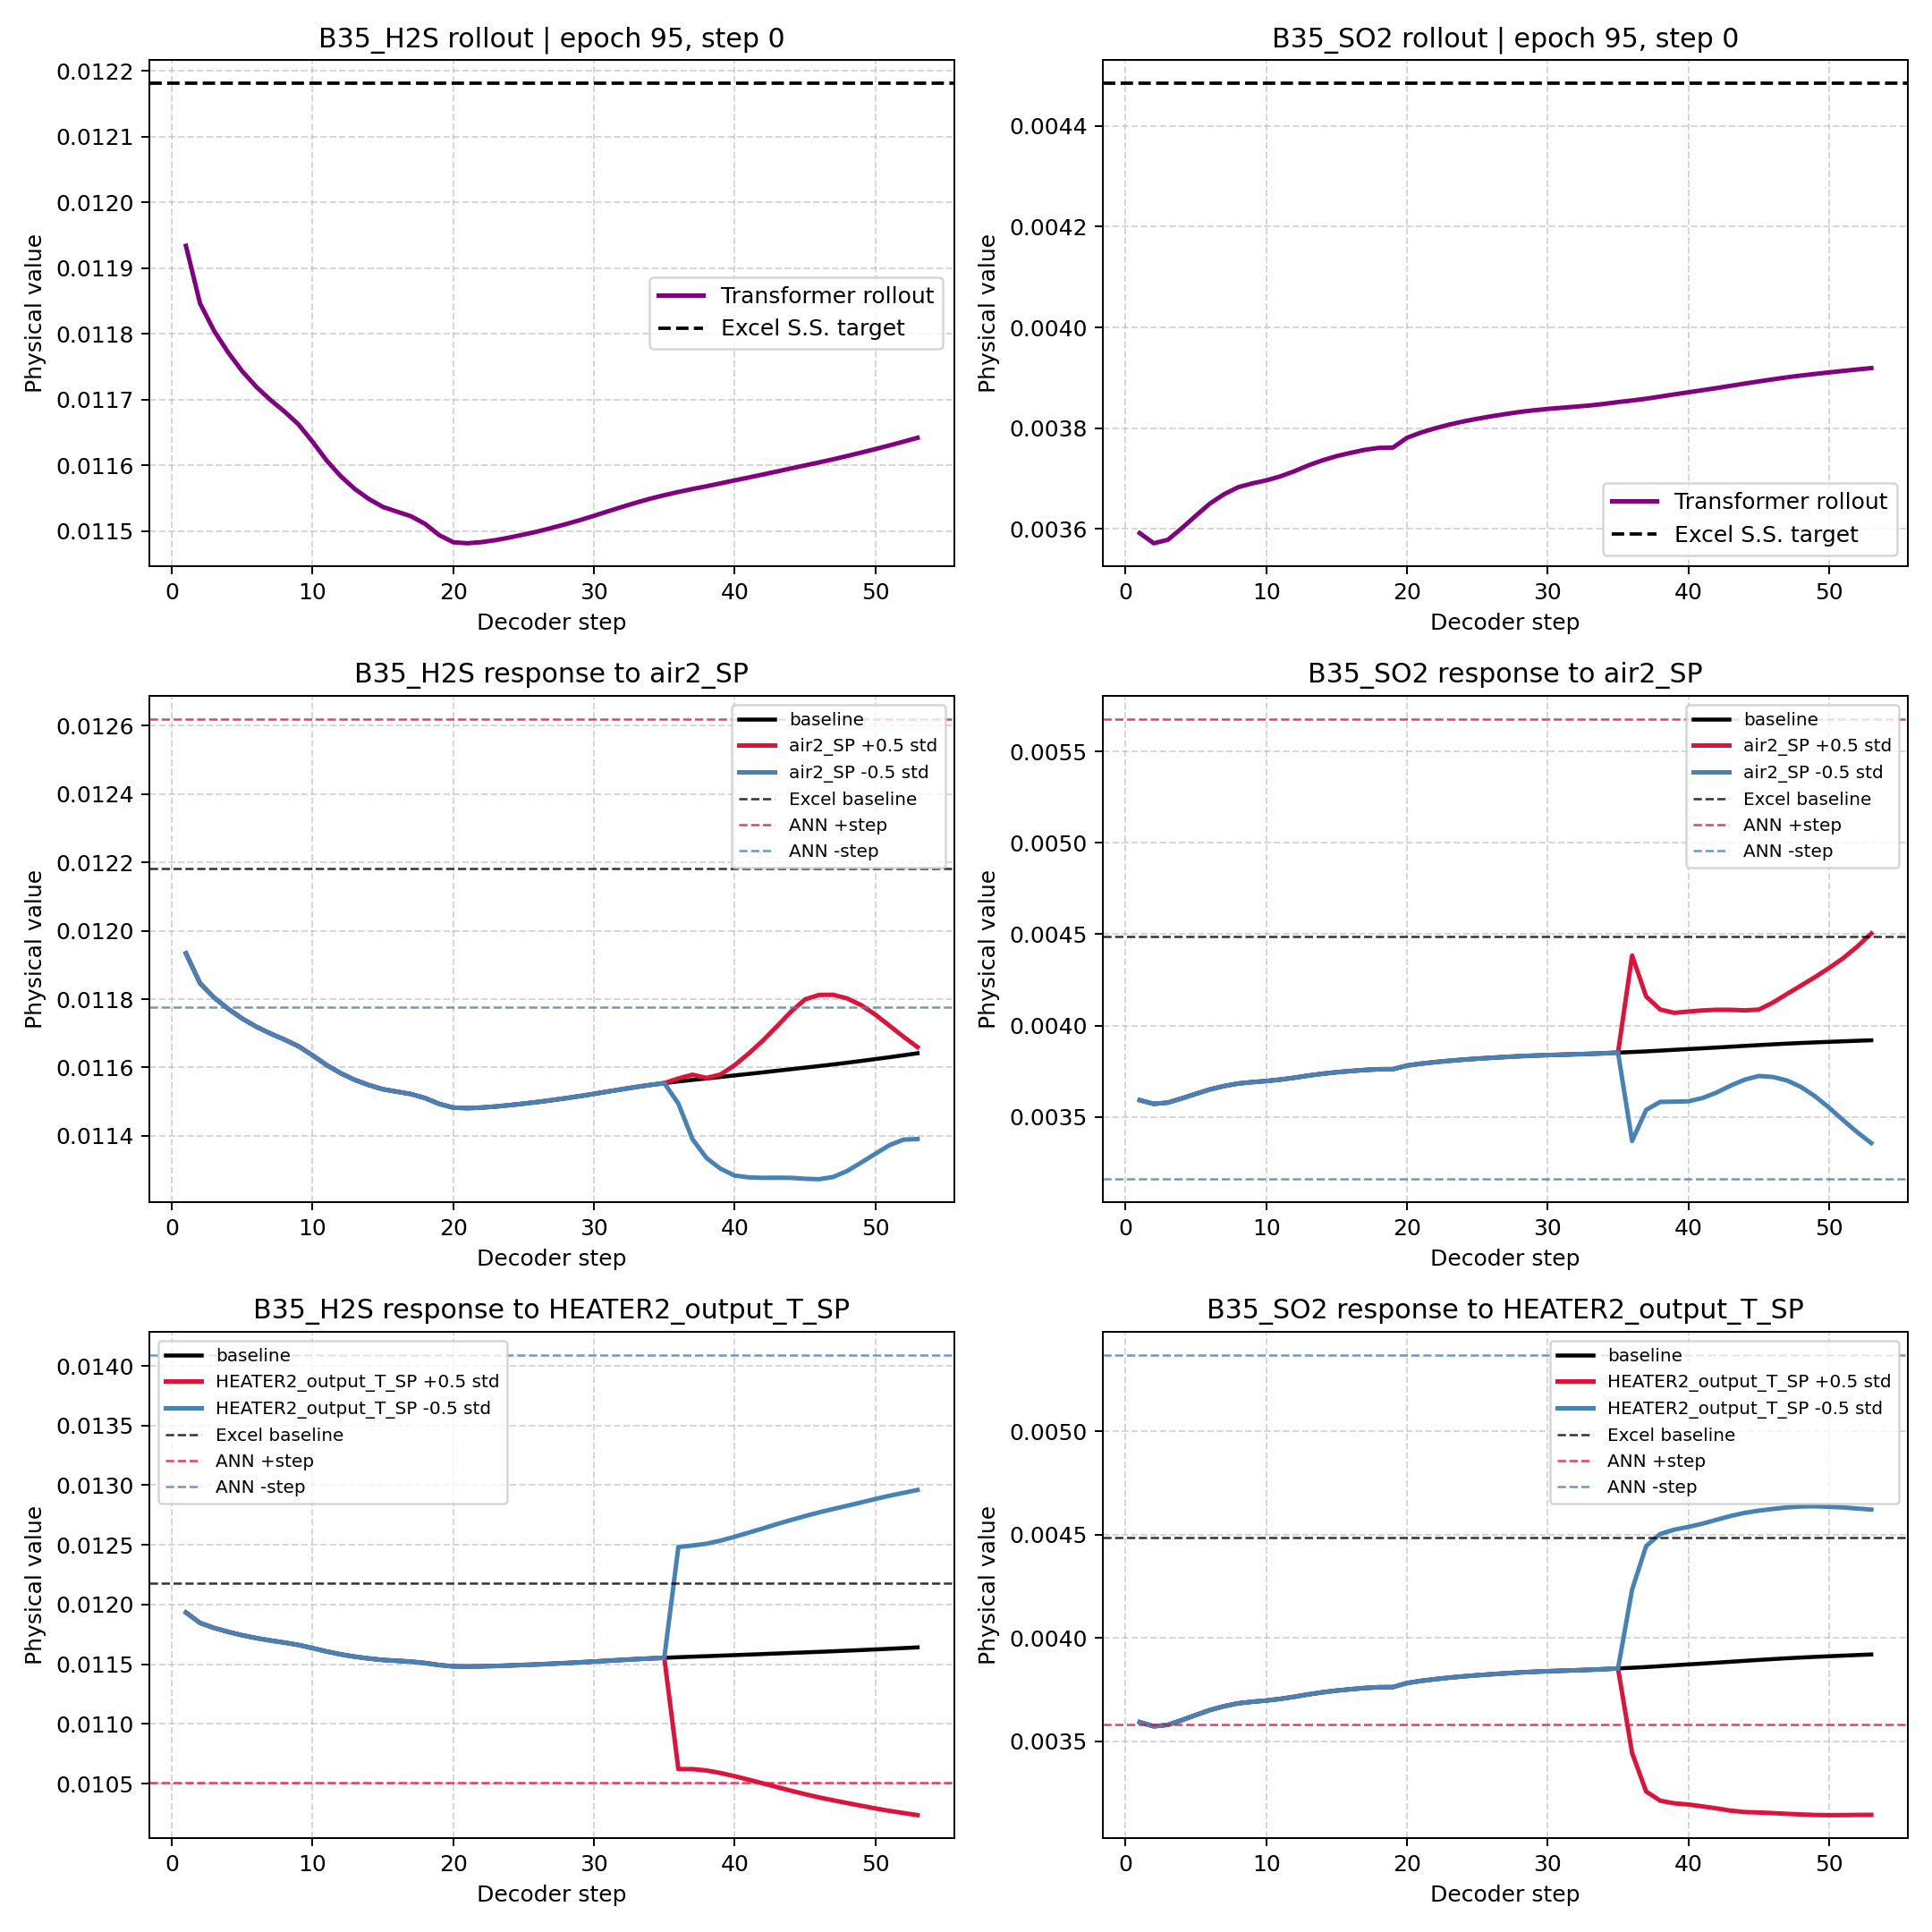 B35_H2S rollout | epoch 95, step 0
Physical value
0.0122
0.0121
0.0120
0.0119
0.0118
0.0117
0.0116
0.0115
Transformer rollout
Excel S.S. target
0 10 20 30 40 50
Decoder step
B35_SO2 rollout | epoch 95, step 0
Physical value
0.0044
0.0042
0.0040
0.0038
0.0036
Transformer rollout
Excel S.S. target
0 10 20 30 40 50
Decoder step
B35_H2S response to air2_SP
Physical value
0.0126
0.0124
0.0122
0.0120
0.0118
0.0116
0.0114
baseline
air2_SP +0.5 std
air2_SP -0.5 std
Excel baseline
ANN +step
ANN -step
0 10 20 30 40 50
Decoder step
B35_SO2 response to air2_SP
Physical value
0.0055
0.0050
0.0045
0.0040
0.0035
baseline
air2_SP +0.5 std
air2_SP -0.5 std
Excel baseline
ANN +step
ANN -step
0 10 20 30 40 50
Decoder step
B35_H2S response to HEATER2_output_T_SP
Physical value
0.0140
0.0135
0.0130
0.0125
0.0120
0.0115
0.0110
0.0105
baseline
HEATER2_output_T_SP +0.5 std
HEATER2_output_T_SP -0.5 std
Excel baseline
ANN +step
ANN -step
0 10 20 30 40 50
Decoder step
B35_SO2 response to HEATER2_output_T_SP
Physical value
0.0050
0.0045
0.0040
0.0035
baseline
HEATER2_output_T_SP +0.5 std
HEATER2_output_T_SP -0.5 std
Excel baseline
ANN +step
ANN -step
0 10 20 30 40 50
Decoder step